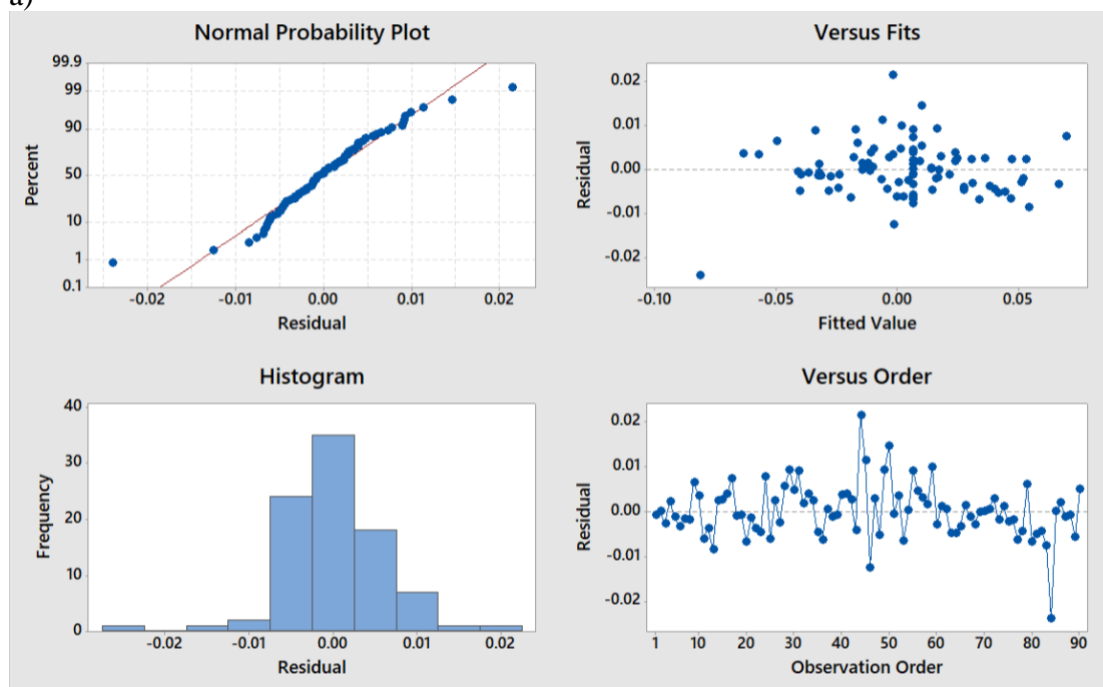 a)
Normal Probability Plot
99.9
99
90
50
10
1
0.1
Percent
-0.02 -0.01 0.00 0.01 0.02
Residual
Versus Fits
0.02
0.01
0.00
-0.01
-0.02
Residual
-0.10 -0.05 0.00 0.05
Fitted Value
Histogram
40
30
20
10
0
Frequency
-0.02 -0.01 0.00 0.01 0.02
Residual
Versus Order
0.02
0.01
0.00
-0.01
-0.02
Residual
1 10 20 30 40 50 60 70 80 90
Observation Order